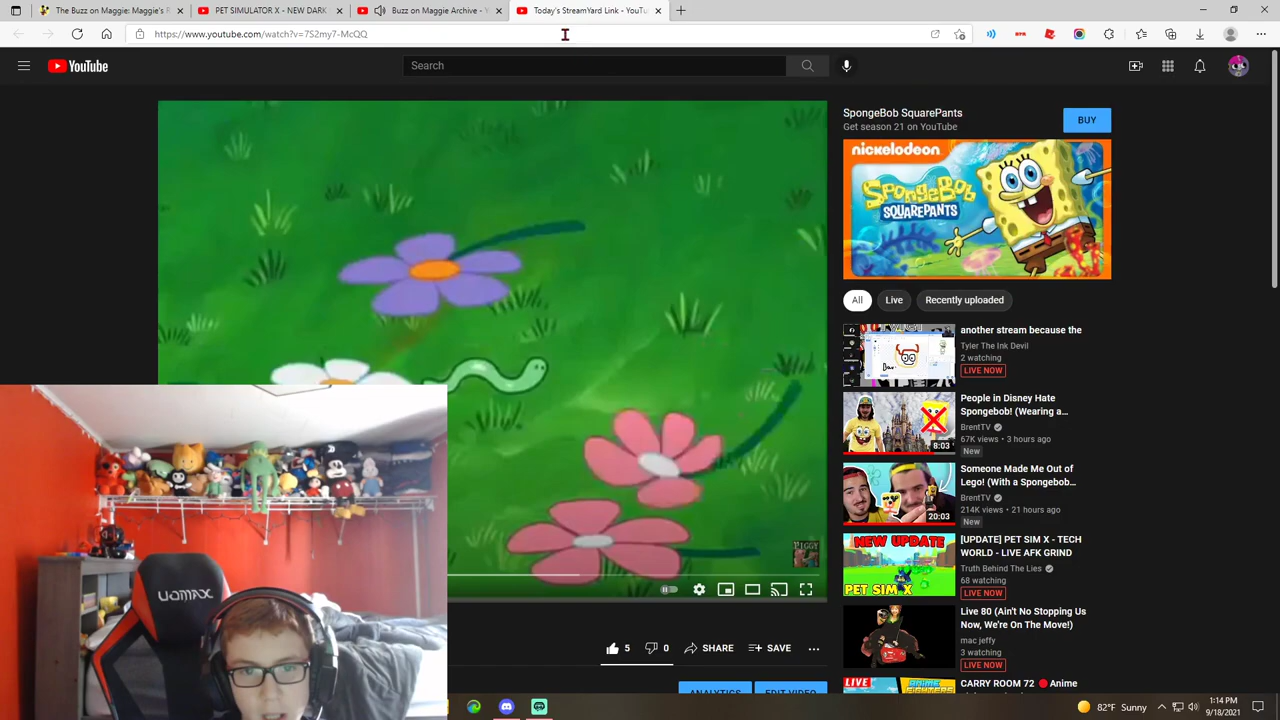 The Buzz on Maggie: Maggie's R
PET SIMULATOR X - NEW DARK
Buzz on Maggie Archive -
Today's StreamYard Link - YouTu
https://www.youtube.com/watch?v=7S2my7-McQQ
YouTube
Search
SpongeBob SquarePants
Get season 21 on YouTube
BUY
nickelodeon
SpongeBob
SQUAREPANTS
All
Live
Recently uploaded
another stream because the
Tyler The Ink Devil
2 watching
LIVE NOW
People in Disney Hate
Spongebob! (Wearing a...
BrentTV
67K views • 3 hours ago
New
8:03
Someone Made Me Out of
Lego! (With a Spongebob...
BrentTV
214K views • 21 hours ago
New
20:03
[UPDATE] PET SIM X - TECH
WORLD - LIVE AFK GRIND
Truth Behind The Lies
68 watching
LIVE NOW
NEW UPDATE
PET SIM X
Live 80 (Ain't No Stopping Us
Now, We're On The Move!)
mac jeffy
3 watching
LIVE NOW
CARRY ROOM 72 🔴 Anime
LIVE
PIGGY
UOMAX
5
0
SHARE
SAVE
ANALYTICS
EDIT VIDEO
82°F Sunny
1:14 PM
9/18/2021